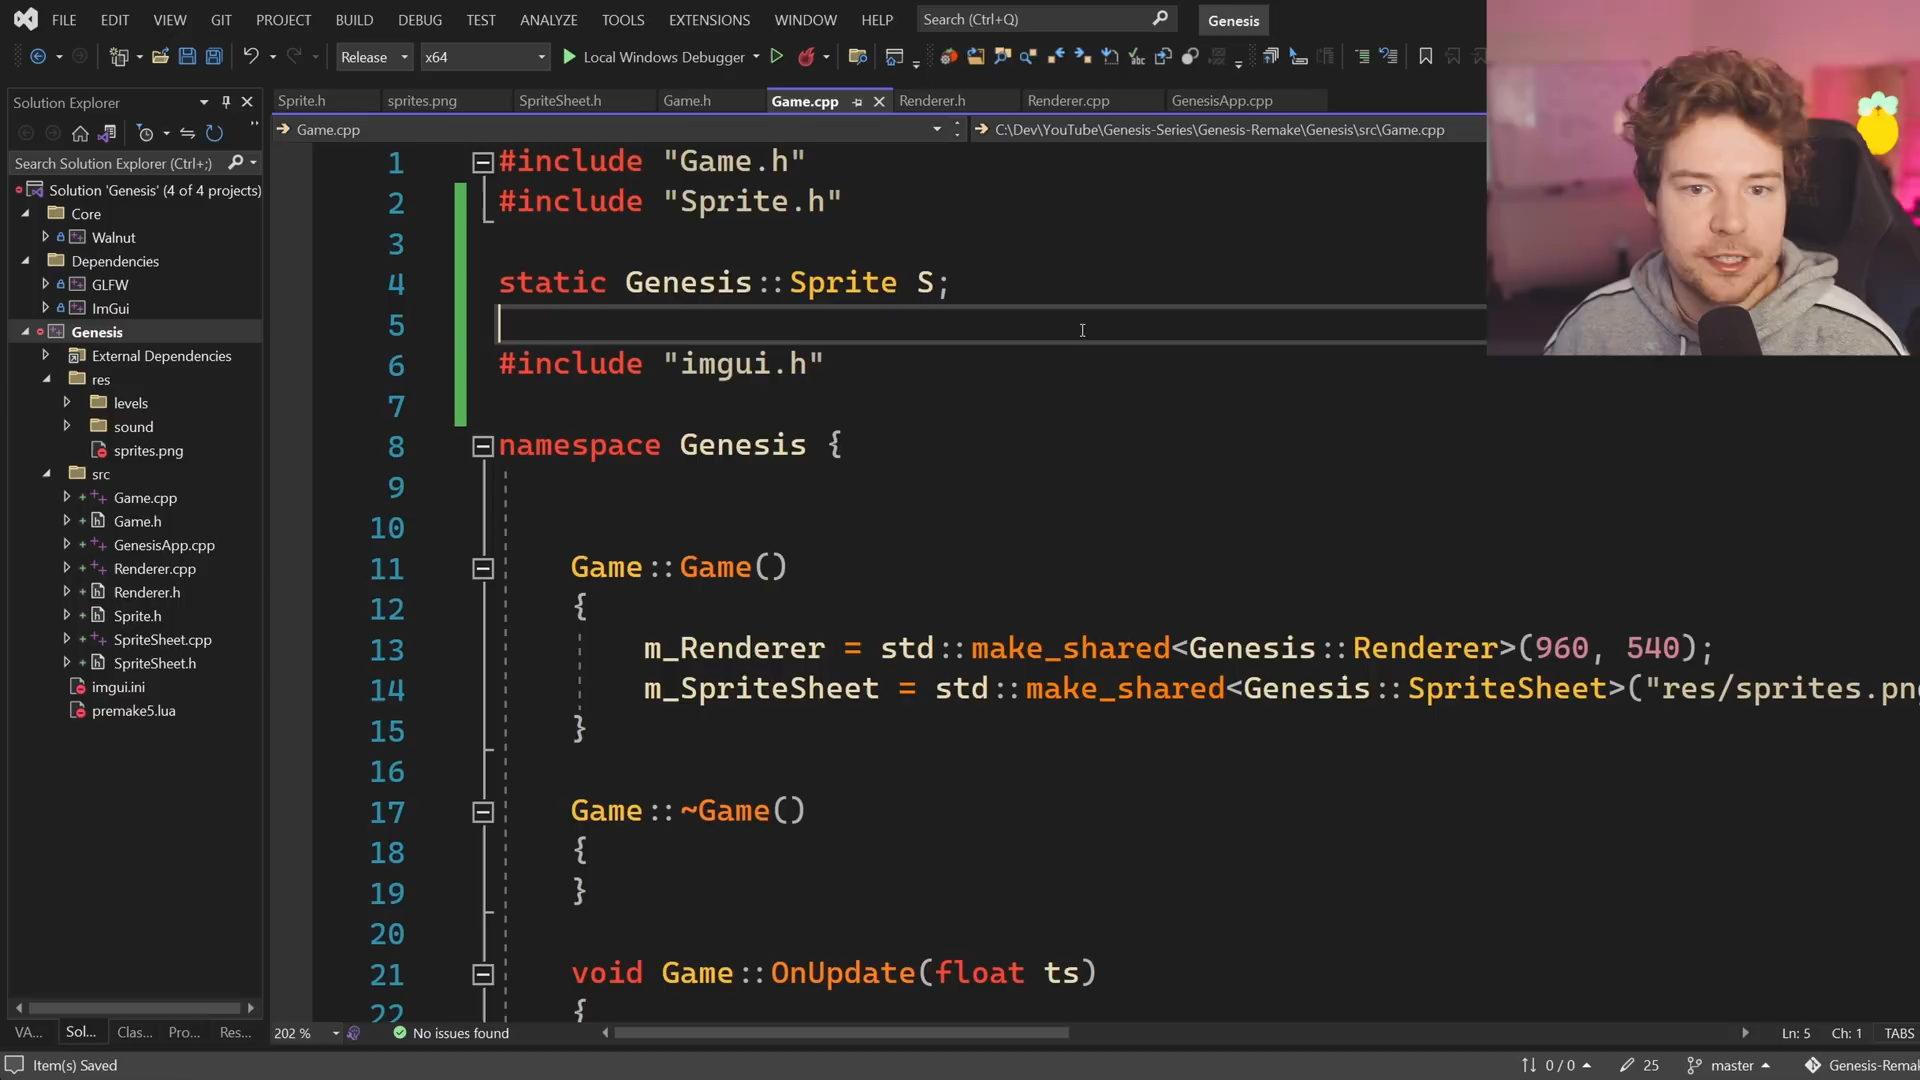 FILE EDIT VIEW GIT PROJECT BUILD DEBUG TEST ANALYZE TOOLS EXTENSIONS WINDOW HELP Search (Ctrl+Q) Genesis
Release x64 Local Windows Debugger
Solution Explorer
Search Solution Explorer (Ctrl+;)
Solution 'Genesis' (4 of 4 projects)
Core
Walnut
Dependencies
GLFW
ImGui
Genesis
External Dependencies
res
levels
sound
sprites.png
src
Game.cpp
Game.h
GenesisApp.cpp
Renderer.cpp
Renderer.h
Sprite.h
SpriteSheet.cpp
SpriteSheet.h
imgui.ini
premake5.lua
VA... Sol... Clas... Pro... Res...
Sprite.h sprites.png SpriteSheet.h Game.h Game.cpp Renderer.h Renderer.cpp GenesisApp.cpp
Game.cpp C:\Dev\YouTube\Genesis-Series\Genesis-Remake\Genesis\src\Game.cpp
1 #include "Game.h"
2 #include "Sprite.h"
3
4 static Genesis::Sprite S;
5
6 #include "imgui.h"
7
8 namespace Genesis {
9
10
11 Game::Game()
12 {
13 m_Renderer = std::make_shared<Genesis::Renderer>(960, 540);
14 m_SpriteSheet = std::make_shared<Genesis::SpriteSheet>("res/sprites.png
15 }
16
17 Game::~Game()
18 {
19 }
20
21 void Game::OnUpdate(float ts)
22 {
202 % No issues found Ln: 5 Ch: 1 TABS
Item(s) Saved 0 / 0 25 master Genesis-Remak